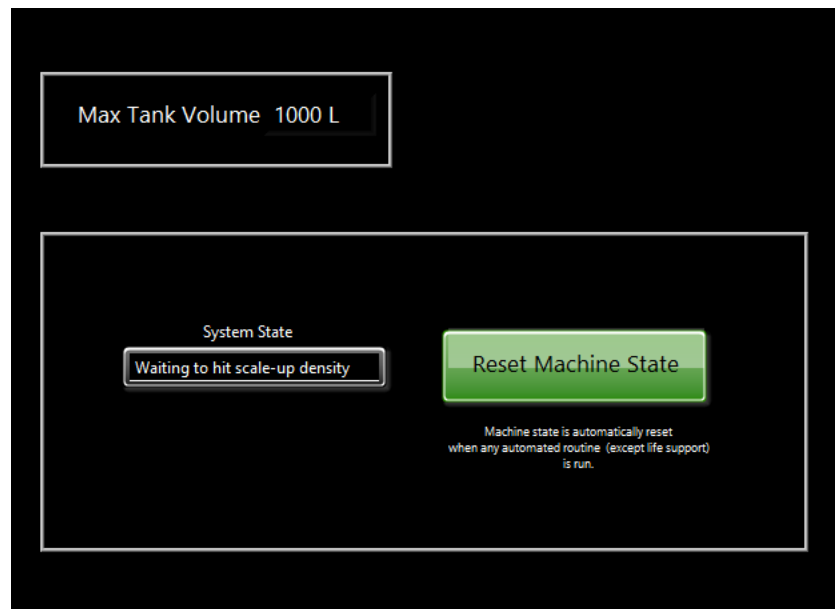 Max Tank Volume 1000 L
System State
Waiting to hit scale-up density
Reset Machine State
Machine state is automatically reset
when any automated routine (except life support)
is run.